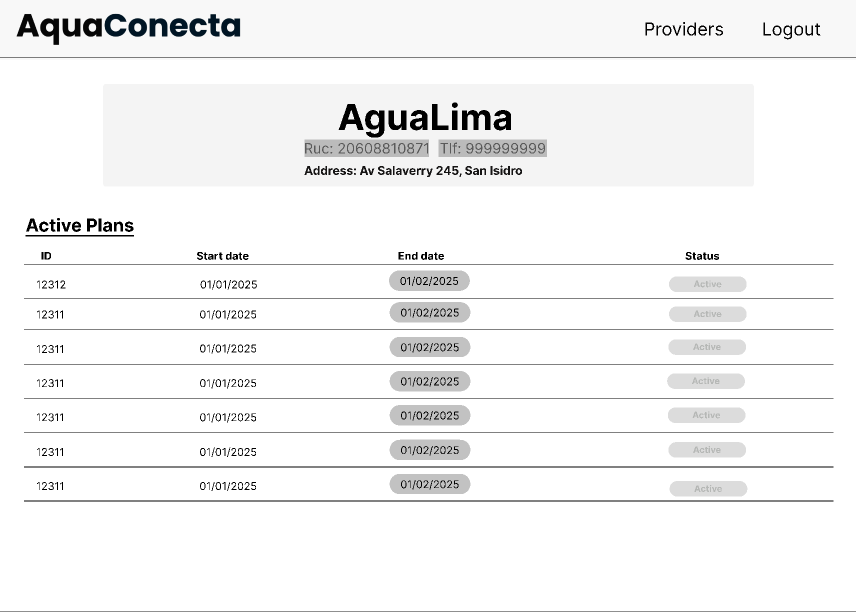 AquaConecta Providers Logout
AguaLima
Ruc: 20608810871 Tlf: 999999999
Address: Av Salaverry 245, San Isidro
Active Plans
ID Start date End date Status
12312 01/01/2025 01/02/2025 Active
12311 01/01/2025 01/02/2025 Active
12311 01/01/2025 01/02/2025 Active
12311 01/01/2025 01/02/2025 Active
12311 01/01/2025 01/02/2025 Active
12311 01/01/2025 01/02/2025 Active
12311 01/01/2025 01/02/2025 Active